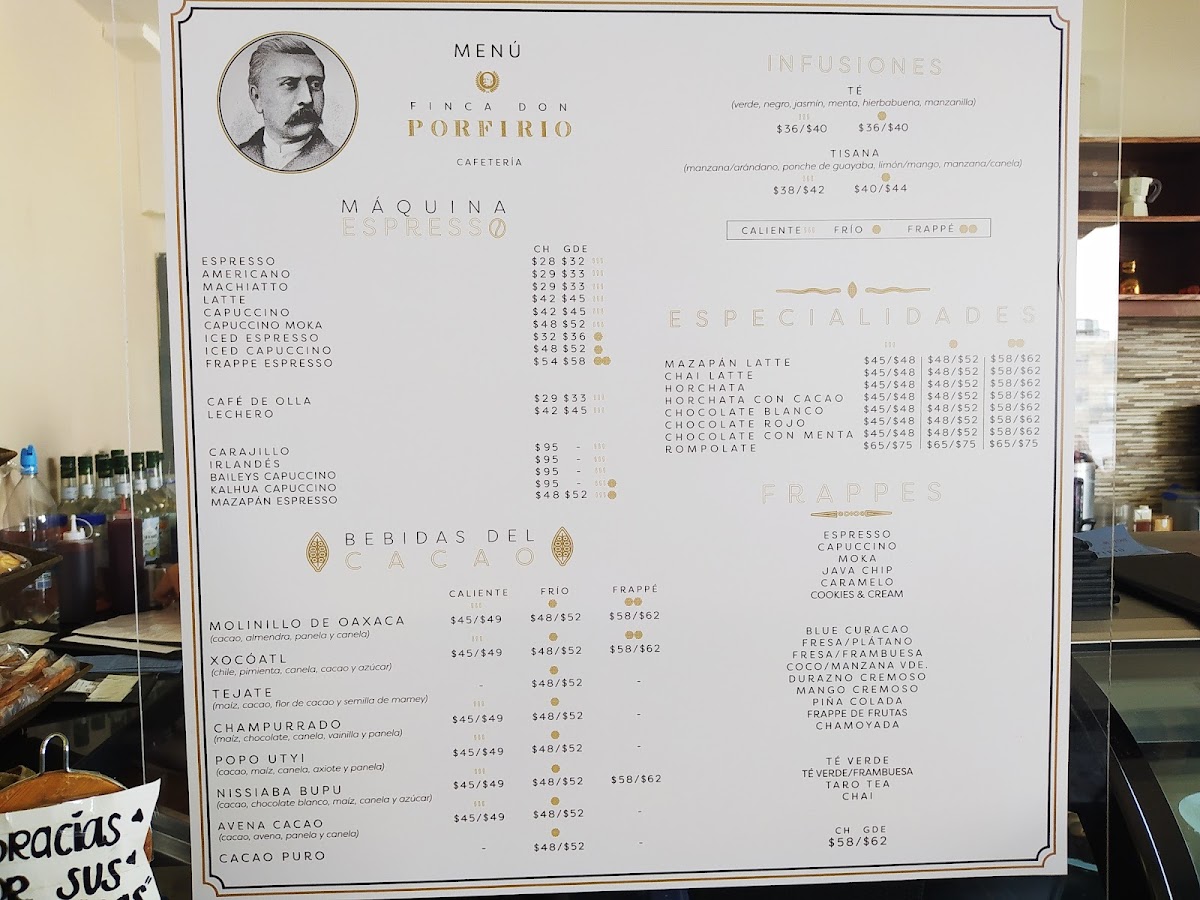 MENÚ
FINCA DON
PORFIRIO
CAFETERÍA
MÁQUINA
ESPRESSO
CH GDE
ESPRESSO $28 $32
AMERICANO $29 $33
MACHIATTO $29 $33
LATTE $42 $45
CAPUCCINO $42 $45
CAPUCCINO MOKA $48 $52
ICED ESPRESSO $32 $36
ICED CAPUCCINO $48 $52
FRAPPE ESPRESSO $54 $58
CAFÉ DE OLLA $29 $33
LECHERO $42 $45
CARAJILLO $95 -
IRLANDÉS $95 -
BAILEYS CAPUCCINO $95 -
KALHUA CAPUCCINO $95 -
MAZAPÁN ESPRESSO $48 $52
BEBIDAS DEL
CACAO
CALIENTE FRÍO FRAPPÉ
MOLINILLO DE OAXACA $45/$49 $48/$52 $58/$62
(cacao, almendra, panela y canela)
XOCÓATL $45/$49 $48/$52 $58/$62
(chile, pimienta, canela, cacao y azúcar)
TEJATE - $48/$52 -
(maíz, cacao, flor de cacao y semilla de mamey)
CHAMPURRADO $45/$49 $48/$52 -
(maíz, chocolate, canela, vainilla y panela)
POPO UTYI $45/$49 $48/$52 -
(cacao, maíz, canela, axiote y panela)
NISSIABA BUPU $45/$49 $48/$52 $58/$62
(cacao, chocolate blanco, maíz, canela y azúcar)
AVENA CACAO $45/$49 $48/$52 -
(cacao, avena, panela y canela)
CACAO PURO - $48/$52 -
INFUSIONES
TÉ
(verde, negro, jasmín, menta, hierbabuena, manzanilla)
$36/$40 $36/$40
TISANA
(manzana/arándano, ponche de guayaba, limón/mango, manzana/canela)
$38/$42 $40/$44
CALIENTE FRÍO FRAPPÉ
ESPECIALIDADES
MAZAPÁN LATTE $45/$48 $48/$52 $58/$62
CHAI LATTE $45/$48 $48/$52 $58/$62
HORCHATA $45/$48 $48/$52 $58/$62
HORCHATA CON CACAO $45/$48 $48/$52 $58/$62
CHOCOLATE BLANCO $45/$48 $48/$52 $58/$62
CHOCOLATE ROJO $45/$48 $48/$52 $58/$62
CHOCOLATE CON MENTA $45/$48 $48/$52 $58/$62
ROMPOLATE $65/$75 $65/$75 $65/$75
FRAPPES
ESPRESSO
CAPUCCINO
MOKA
JAVA CHIP
CARAMELO
COOKIES & CREAM
BLUE CURACAO
FRESA/PLÁTANO
FRESA/FRAMBUESA
COCO/MANZANA VDE.
DURAZNO CREMOSO
MANGO CREMOSO
PIÑA COLADA
FRAPPE DE FRUTAS
CHAMOYADA
TÉ VERDE
TÉ VERDE/FRAMBUESA
TARO TEA
CHAI
CH GDE
$58/$62
GRACIAS
SUS